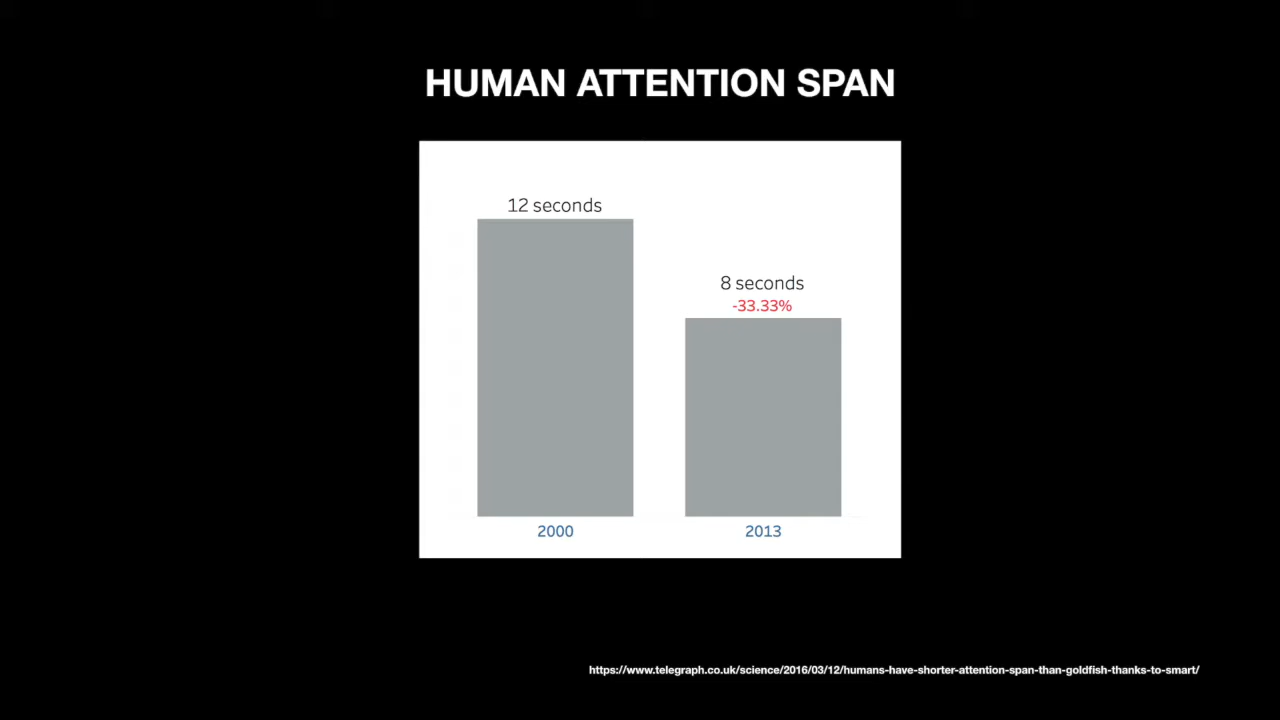 HUMAN ATTENTION SPAN
12 seconds
8 seconds
-33.33%
2000
2013
https://www.telegraph.co.uk/science/2016/03/12/humans-have-shorter-attention-span-than-goldfish-thanks-to-smart/